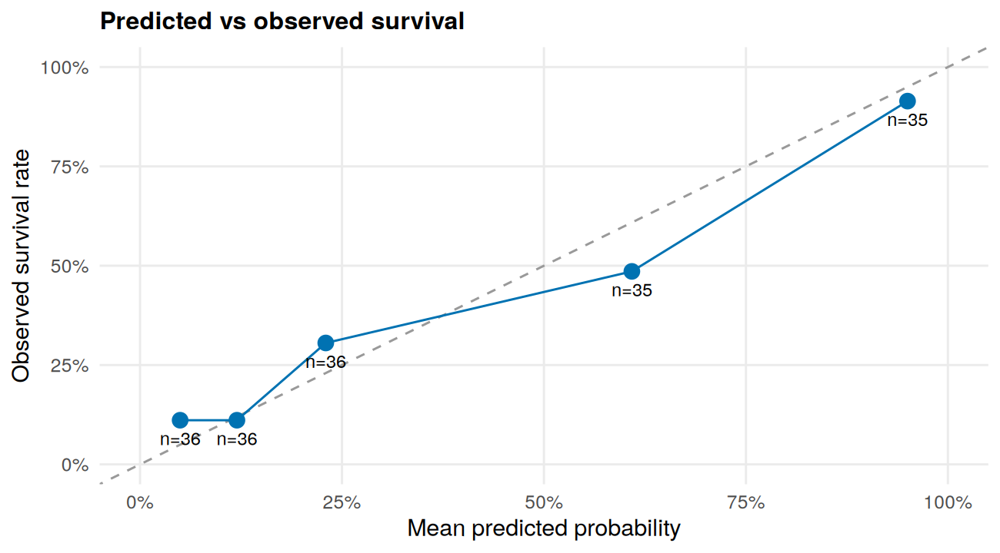 Predicted vs observed survival
100%
75%
50%
25%
0%
Observed survival rate
n=36
n=36
n=36
n=35
n=35
0%
25%
50%
75%
100%
Mean predicted probability